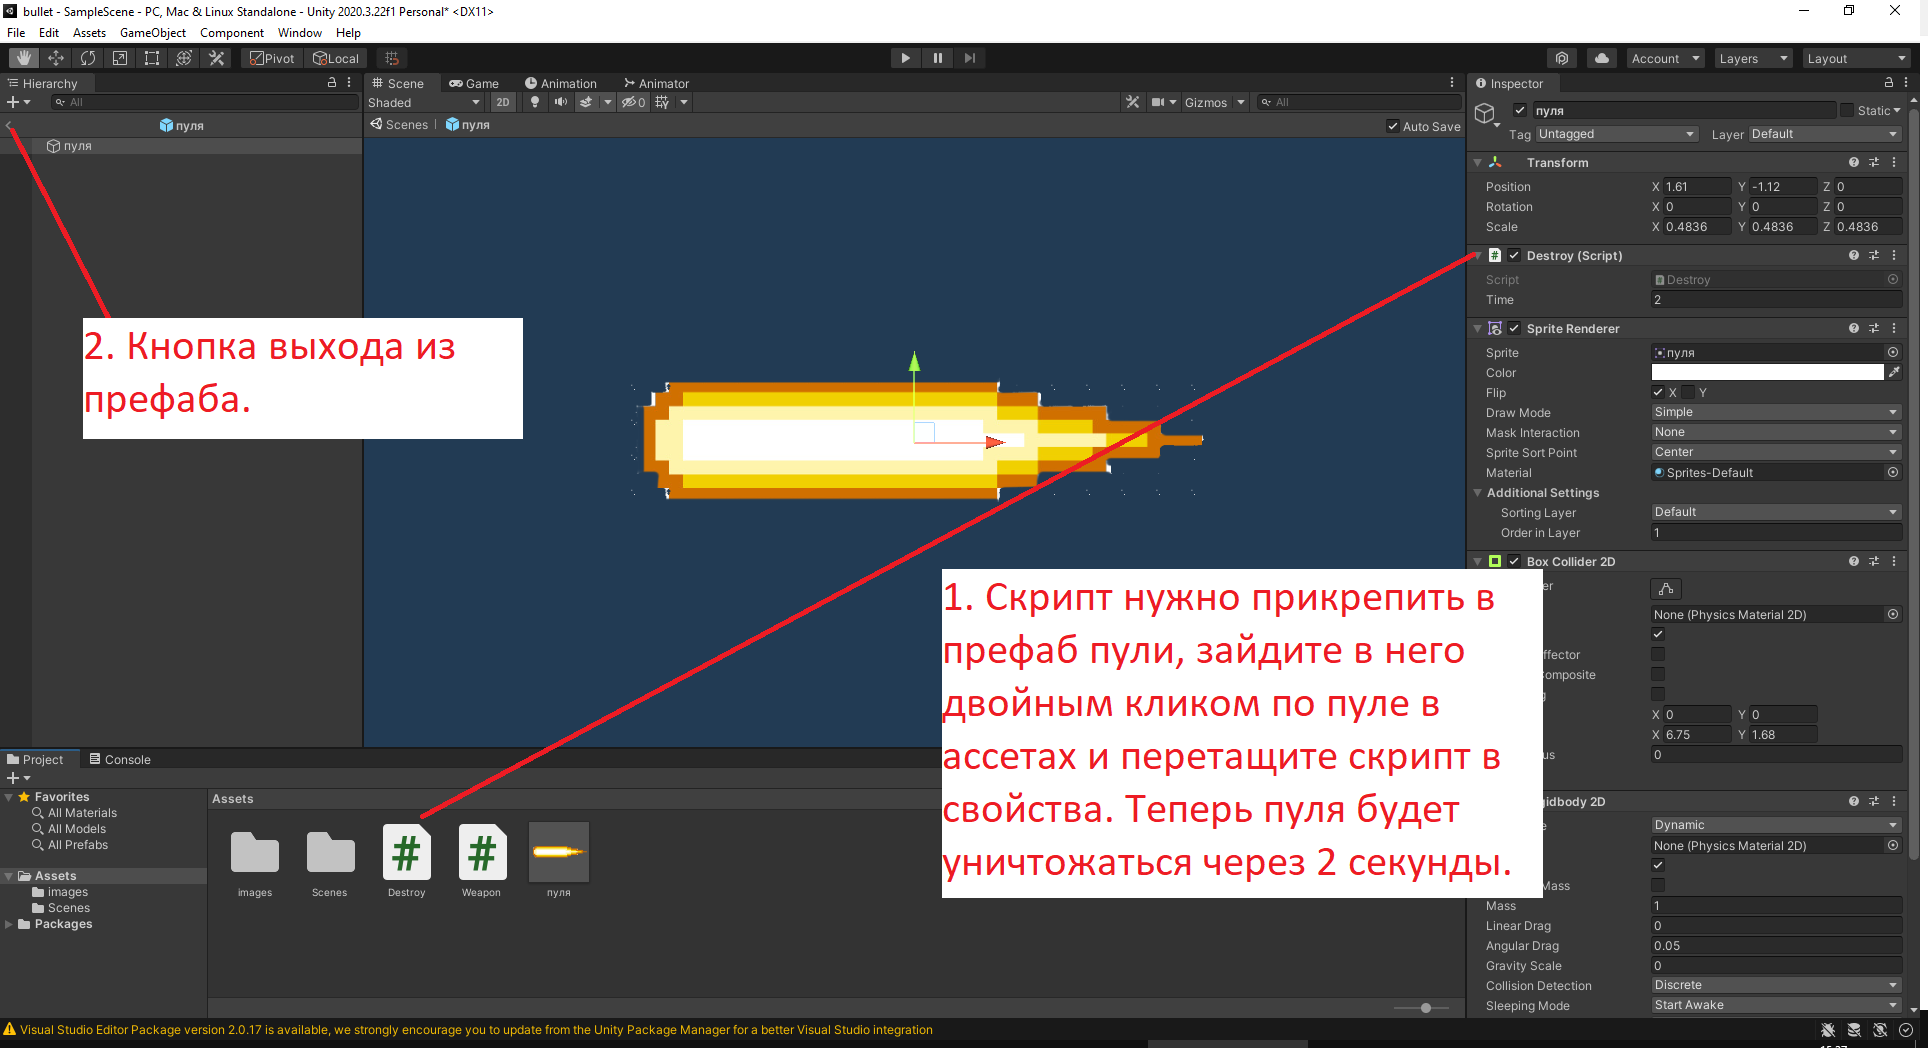 bullet - SampleScene - PC, Mac & Linux Standalone - Unity 2020.3.22f1 Personal* <DX11>
File Edit Assets GameObject Component Window Help
Pivot Local Account Layers Layout
Hierarchy
All
пуля
пуля
Scene Game Animation Animator
Shaded 2D 0 Gizmos All
Scenes | пуля Auto Save
2. Кнопка выхода из
префаба.
1. Скрипт нужно прикрепить в
префаб пули, зайдите в него
двойным кликом по пуле в
ассетах и перетащите скрипт в
свойства. Теперь пуля будет
уничтожаться через 2 секунды.
Inspector
пуля Static
Tag Untagged Layer Default
Transform
Position X 1.61 Y -1.12 Z 0
Rotation X 0 Y 0 Z 0
Scale X 0.4836 Y 0.4836 Z 0.4836
# Destroy (Script)
Script Destroy
Time 2
Sprite Renderer
Sprite пуля
Color
Flip X Y
Draw Mode Simple
Mask Interaction None
Sprite Sort Point Center
Material Sprites-Default
Additional Settings
Sorting Layer Default
Order in Layer 1
Box Collider 2D
er
None (Physics Material 2D)
ffector
Composite
g
X 0 Y 0
X 6.75 Y 1.68
us 0
gidbody 2D
e Dynamic
None (Physics Material 2D)
Mass
Mass 1
Linear Drag 0
Angular Drag 0.05
Gravity Scale 0
Collision Detection Discrete
Sleeping Mode Start Awake
Project Console
Favorites
All Materials
All Models
All Prefabs
Assets
images
Scenes
Packages
Assets
# #
images Scenes Destroy Weapon пуля
Visual Studio Editor Package version 2.0.17 is available, we strongly encourage you to update from the Unity Package Manager for a better Visual Studio integration